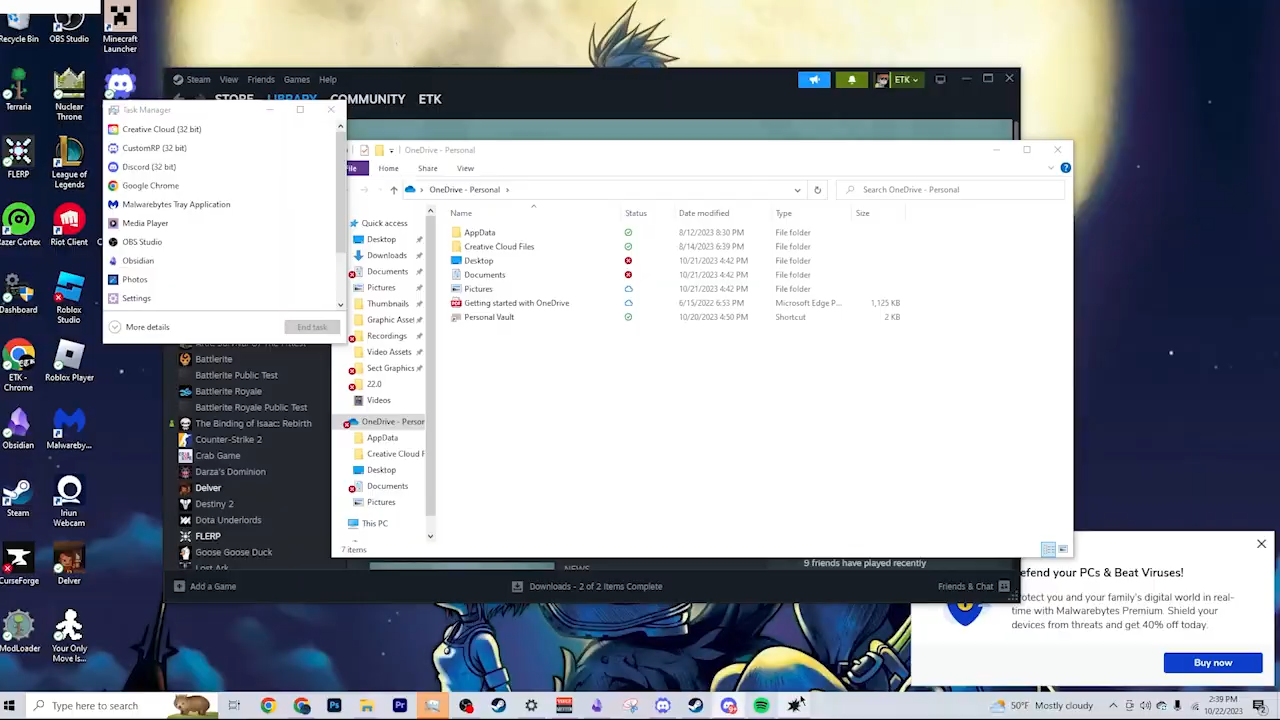 Recycle Bin
OBS Studio
Minecraft
Launcher
Terraria
Nuclear
Throne
FLERP
League of
Legends
Riot Client
Roblox
Studio
ETK -
Chrome
Roblox Player
Obsidian
Malwareby...
Steam
Iriun
Webcam
CurseForge
Delver
ModLoader
Your Only
Move Is...
Steam View Friends Games Help
ETK
STORE LIBRARY COMMUNITY ETK
Task Manager
Creative Cloud (32 bit)
CustomRP (32 bit)
Discord (32 bit)
Google Chrome
Malwarebytes Tray Application
Media Player
OBS Studio
Obsidian
Photos
Settings
More details
End task
Battlerite
Battlerite Public Test
Battlerite Royale
Battlerite Royale Public Test
The Binding of Isaac: Rebirth
Counter-Strike 2
Crab Game
Darza's Dominion
Delver
Destiny 2
Dota Underlords
FLERP
Goose Goose Duck
Lost Ark
OneDrive - Personal
Home Share View
OneDrive - Personal
Search OneDrive - Personal
Quick access
Desktop
Downloads
Documents
Pictures
Thumbnails
Graphic Asse
Recordings
Video Assets
Sect Graphics
22.0
Videos
OneDrive - Person
AppData
Creative Cloud F
Desktop
Documents
Pictures
This PC
Name Status Date modified Type Size
AppData 8/12/2023 8:30 PM File folder
Creative Cloud Files 8/14/2023 6:39 PM File folder
Desktop 10/21/2023 4:42 PM File folder
Documents 10/21/2023 4:42 PM File folder
Pictures 10/21/2023 4:42 PM File folder
Getting started with OneDrive 6/15/2022 6:53 PM Microsoft Edge P... 1,125 KB
Personal Vault 10/20/2023 4:50 PM Shortcut 2 KB
7 items
NEWS
9 friends have played recently
Add a Game
Downloads - 2 of 2 Items Complete
Friends & Chat
efend your PCs & Beat Viruses!
rotect you and your family's digital world in real-
time with Malwarebytes Premium. Shield your
devices from threats and get 40% off today.
Buy now
Type here to search
50°F Mostly cloudy
2:39 PM
10/22/2023